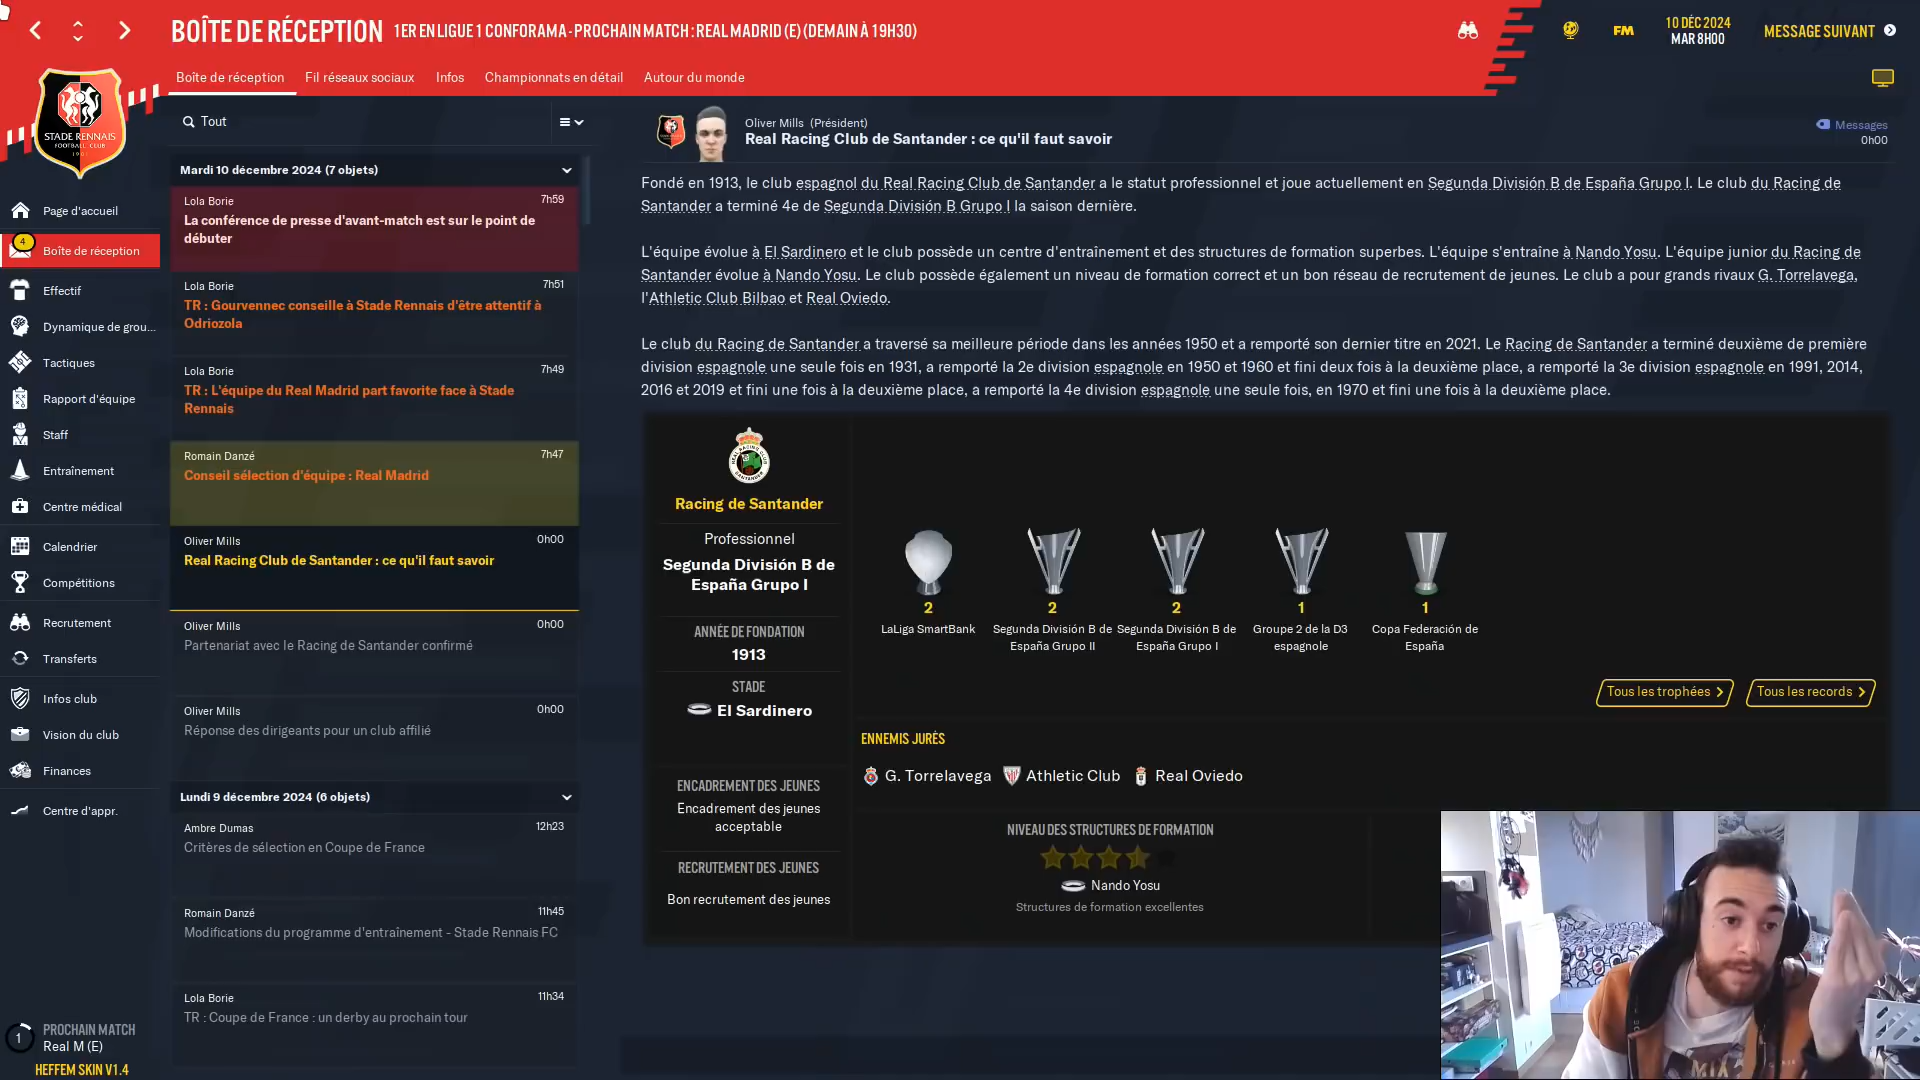 BOÎTE DE RÉCEPTION
1ER EN LIGUE 1 CONFORAMA - PROCHAIN MATCH : REAL MADRID (E) (DEMAIN À 19H30)
FM
10 DÉC 2024
MAR 8H00
MESSAGE SUIVANT
Boîte de réception
Fil réseaux sociaux
Infos
Championnats en détail
Autour du monde
STADE RENNAIS
FOOTBALL CLUB
Page d'accueil
4
Boîte de réception
Effectif
Dynamique de grou...
Tactiques
Rapport d'équipe
Staff
Entraînement
Centre médical
Calendrier
Compétitions
Recrutement
Transferts
Infos club
Vision du club
Finances
Centre d'appr.
1
PROCHAIN MATCH
Real M (E)
HEFFEM SKIN V1.4
Tout
Mardi 10 décembre 2024 (7 objets)
Lola Borie
7h59
La conférence de presse d'avant-match est sur le point de
débuter
Lola Borie
7h51
TR : Gourvennec conseille à Stade Rennais d'être attentif à
Odriozola
Lola Borie
7h49
TR : L'équipe du Real Madrid part favorite face à Stade
Rennais
Romain Danzé
7h47
Conseil sélection d'équipe : Real Madrid
Oliver Mills
0h00
Real Racing Club de Santander : ce qu'il faut savoir
Oliver Mills
0h00
Partenariat avec le Racing de Santander confirmé
Oliver Mills
0h00
Réponse des dirigeants pour un club affilié
Lundi 9 décembre 2024 (6 objets)
Ambre Dumas
12h23
Critères de sélection en Coupe de France
Romain Danzé
11h45
Modifications du programme d'entraînement - Stade Rennais FC
Lola Borie
11h34
TR : Coupe de France : un derby au prochain tour
Oliver Mills (Président)
Real Racing Club de Santander : ce qu'il faut savoir
Messages
0h00
Fondé en 1913, le club espagnol du Real Racing Club de Santander a le statut professionnel et joue actuellement en Segunda División B de España Grupo I. Le club du Racing de
Santander a terminé 4e de Segunda División B Grupo I la saison dernière.
L'équipe évolue à El Sardinero et le club possède un centre d'entraînement et des structures de formation superbes. L'équipe s'entraîne à Nando Yosu. L'équipe junior du Racing de
Santander évolue à Nando Yosu. Le club possède également un niveau de formation correct et un bon réseau de recrutement de jeunes. Le club a pour grands rivaux G. Torrelavega,
l'Athletic Club Bilbao et Real Oviedo.
Le club du Racing de Santander a traversé sa meilleure période dans les années 1950 et a remporté son dernier titre en 2021. Le Racing de Santander a terminé deuxième de première
division espagnole une seule fois en 1931, a remporté la 2e division espagnole en 1950 et 1960 et fini deux fois à la deuxième place, a remporté la 3e division espagnole en 1991, 2014,
2016 et 2019 et fini une fois à la deuxième place, a remporté la 4e division espagnole une seule fois, en 1970 et fini une fois à la deuxième place.
Racing de Santander
Professionnel
Segunda División B de
España Grupo I
ANNÉE DE FONDATION
1913
STADE
El Sardinero
ENCADREMENT DES JEUNES
Encadrement des jeunes
acceptable
RECRUTEMENT DES JEUNES
Bon recrutement des jeunes
2
LaLiga SmartBank
2
Segunda División B de
España Grupo II
2
Segunda División B de
España Grupo I
1
Groupe 2 de la D3
espagnole
1
Copa Federación de
España
Tous les trophées
Tous les records
ENNEMIS JURÉS
G. Torrelavega
Athletic Club
Real Oviedo
NIVEAU DES STRUCTURES DE FORMATION
Nando Yosu
Structures de formation excellentes